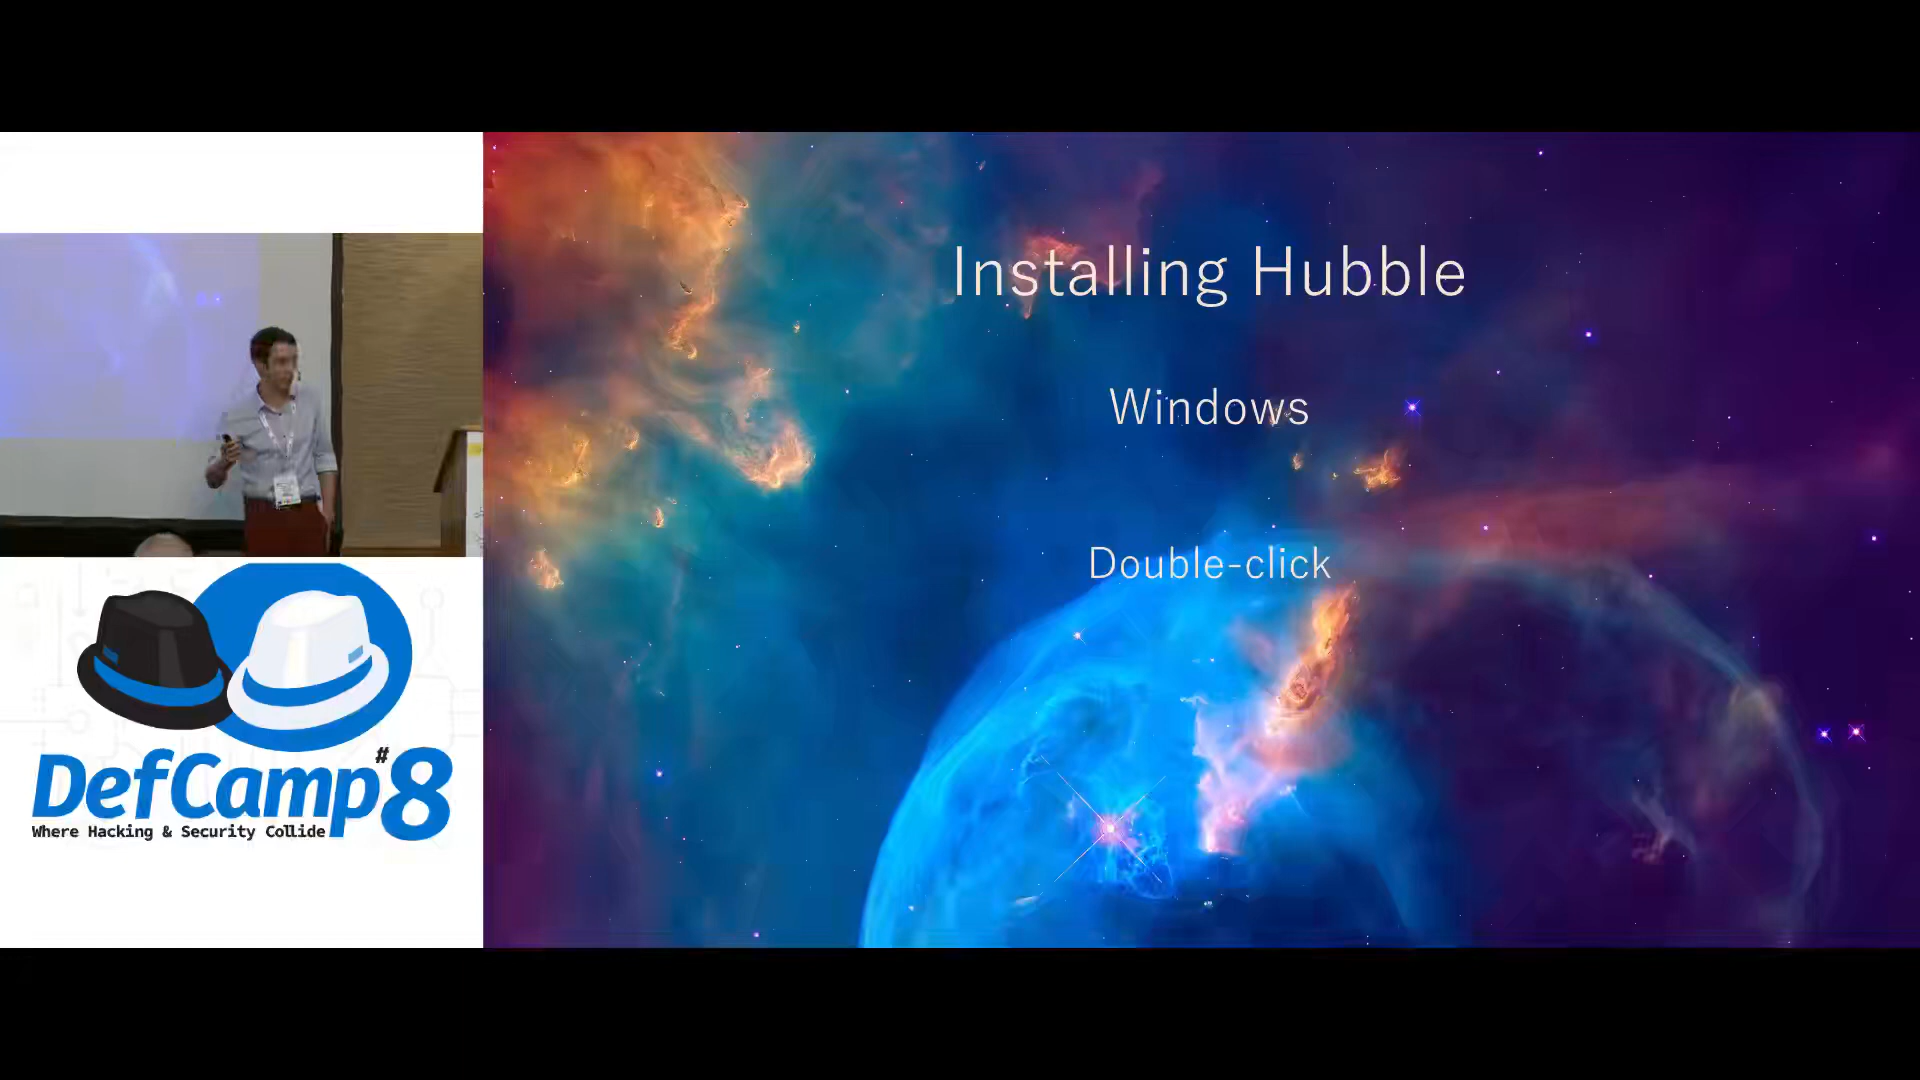 Installing Hubble
Windows
Double-click
DefCamp#8
Where Hacking & Security Collide